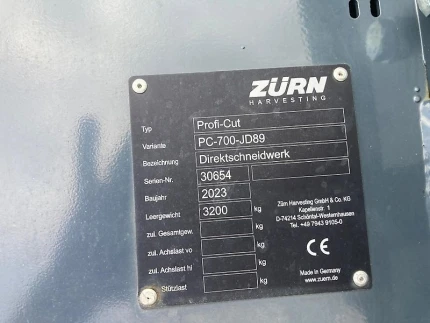 ZÜRN
HARVESTING
Typ Profi-Cut
Variante PC-700-JD89
Bezeichnung Direktschneidwerk
Serien-Nr. 30654
Baujahr 2023
Leergewicht 3200 kg
zul. Gesamtgew. kg
zul. Achslast vo kg
zul. Achslast hi kg
Stützlast kg
Zürn Harvesting GmbH & Co. KG
Kapellenstr. 1
D-74214 Schöntal-Westernhausen
Tel. +49 7943 9105-0
CE
Made in Germany
www.zuern.de